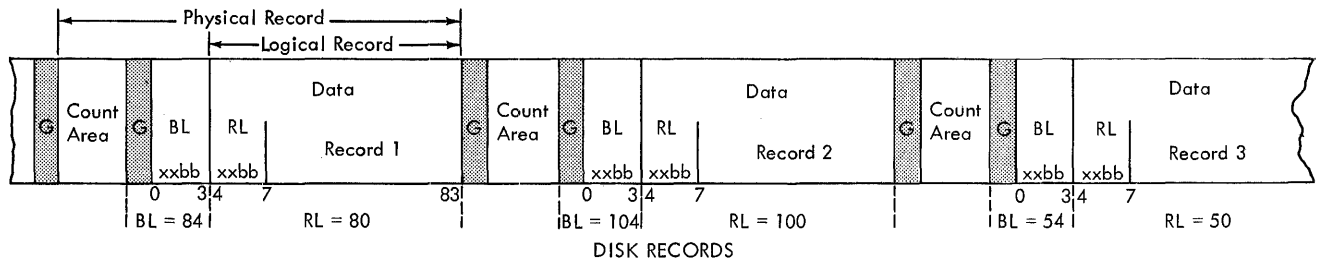 Physical Record
Logical Record
G
Count
Area
G
BL
xxbb
RL
xxbb
Data
Record 1
G
Count
Area
G
BL
xxbb
RL
xxbb
Data
Record 2
G
Count
Area
G
BL
xxbb
RL
xxbb
Data
Record 3
0 3 4 7 83 0 3 4 7 0 3 4 7
BL = 84 RL = 80 BL = 104 RL = 100 BL = 54 RL = 50
DISK RECORDS